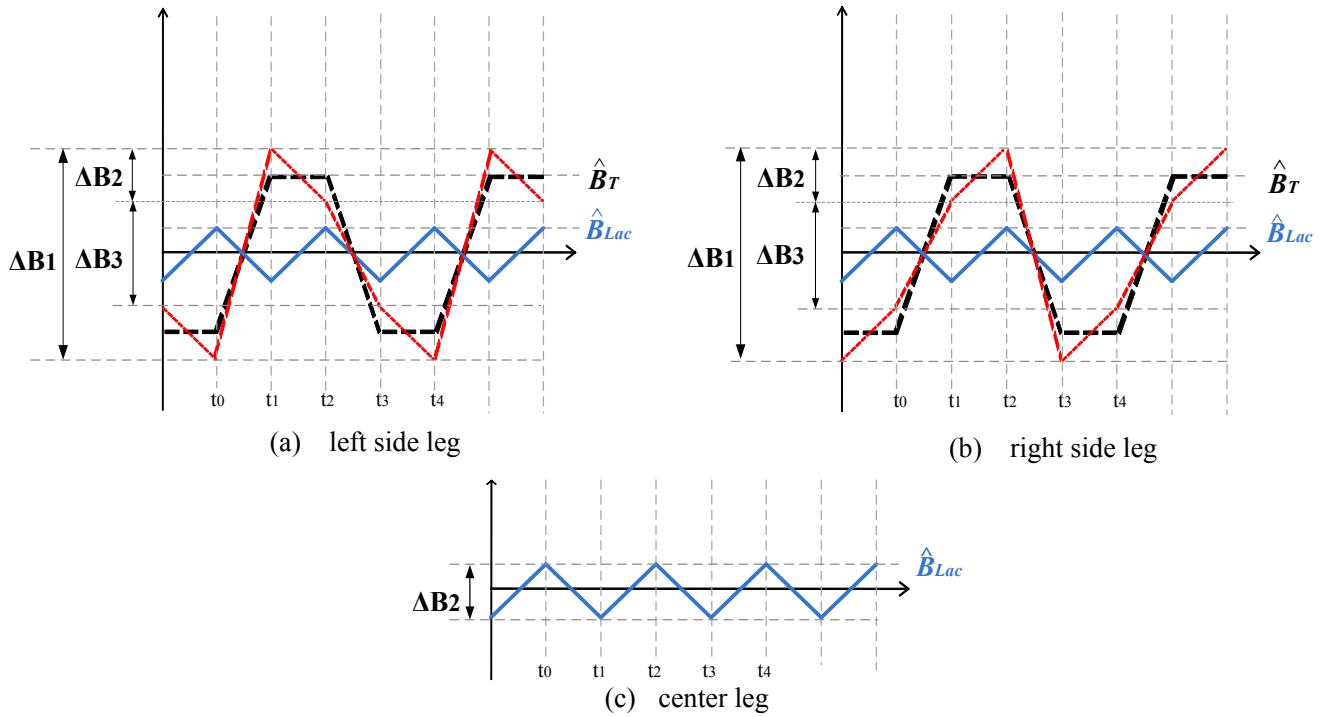 ΔB2
ΔB3
ΔB1
B̂T
B̂Lac
t0 t1 t2 t3 t4
(a) left side leg
ΔB2
ΔB3
ΔB1
B̂T
B̂Lac
t0 t1 t2 t3 t4
(b) right side leg
ΔB2
B̂Lac
t0 t1 t2 t3 t4
(c) center leg